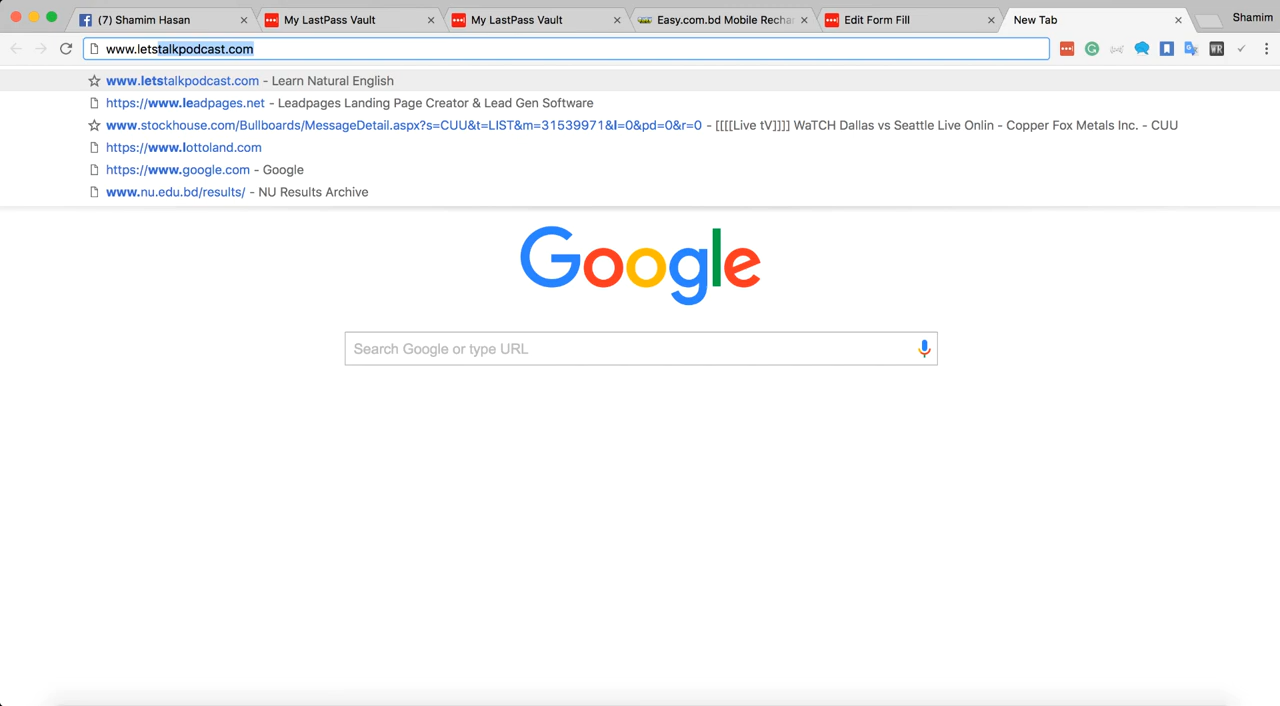 (7) Shamim Hasan
My LastPass Vault
My LastPass Vault
Easy.com.bd Mobile Rechar
Edit Form Fill
New Tab
Shamim
www.letstalkpodcast.com
www.letstalkpodcast.com - Learn Natural English
https://www.leadpages.net - Leadpages Landing Page Creator & Lead Gen Software
www.stockhouse.com/Bullboards/MessageDetail.aspx?s=CUU&t=LIST&m=31539971&l=0&pd=0&r=0 - [[[[Live tV]]]] WaTCH Dallas vs Seattle Live Onlin - Copper Fox Metals Inc. - CUU
https://www.lottoland.com
https://www.google.com - Google
www.nu.edu.bd/results/ - NU Results Archive
Google
Search Google or type URL